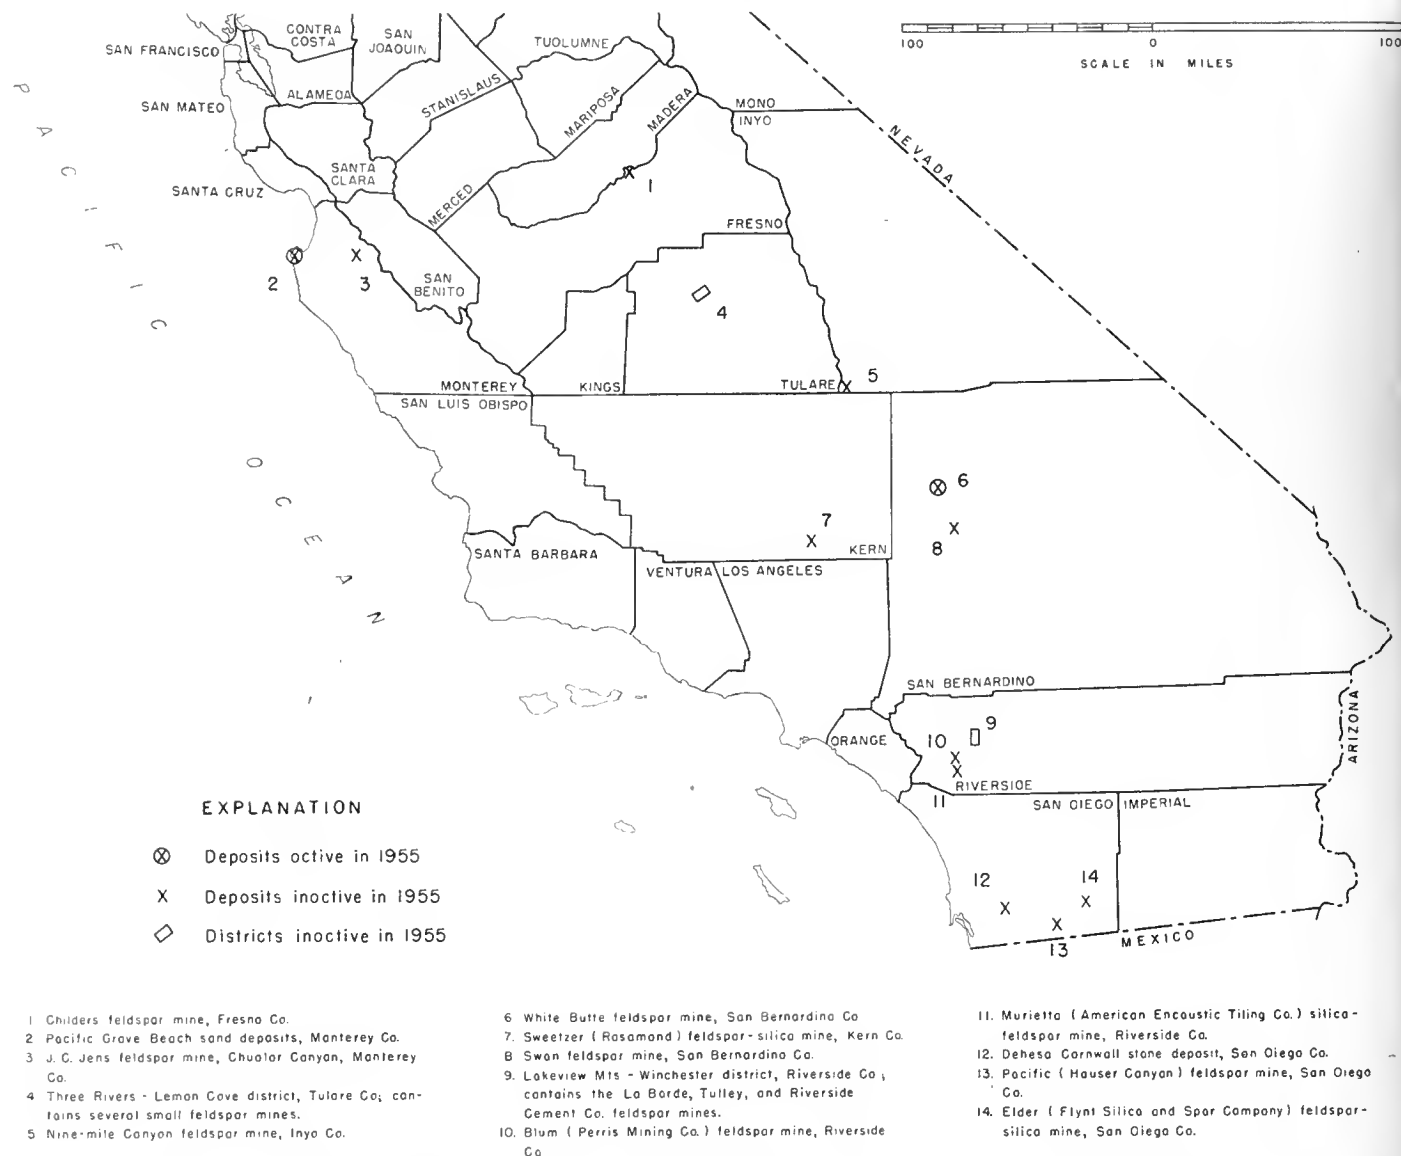 CONTRA
COSTA
SAN
JOAQUIN
TUOLUMNE
SAN FRANCISCO
100 0 100
SCALE IN MILES
ALAMEDA
STANISLAUS
MARIPOSA
MADERA
MONO
INYO
SAN MATEO
NEVADA
SANTA
CLARA
SANTA CRUZ
MERCED
1
FRESNO
PACIFIC OCEAN
2
3
SAN
BENITO
4
5
MONTEREY
KINGS
TULARE
SAN LUIS OBISPO
6
7
8
KERN
SANTA BARBARA
VENTURA
LOS ANGELES
SAN BERNARDINO
9
10
ORANGE
ARIZONA
RIVERSIDE
11
SAN DIEGO
IMPERIAL
12
14
13
MEXICO
EXPLANATION
Deposits active in 1955
X Deposits inactive in 1955
Districts inactive in 1955
1 Childers feldspar mine, Fresno Co.
2 Pacific Grove Beach sand deposits, Monterey Co.
3 J. C. Jens feldspar mine, Chualar Canyon, Monterey
Co.
4 Three Rivers - Lemon Cove district, Tulare Co; con-
tains several small feldspar mines.
5 Nine-mile Canyon feldspar mine, Inyo Co.
6 White Butte feldspar mine, San Bernardino Co
7. Sweetzer ( Rosamond ) feldspar-silica mine, Kern Co.
8 Swan feldspar mine, San Bernardino Co.
9. Lakeview Mts - Winchester district, Riverside Co;
contains the La Borde, Tulley, and Riverside
Cement Co. feldspar mines.
10. Blum ( Perris Mining Co. ) feldspar mine, Riverside
Co
11. Murietta ( American Encaustic Tiling Co. ) silica-
feldspar mine, Riverside Co.
12. Dehesa Cornwall stone deposit, San Diego Co.
13. Pacific ( Hauser Canyon ) feldspar mine, San Diego
Co.
14. Elder ( Flynt Silica and Spar Company ) feldspar-
silica mine, San Diego Co.